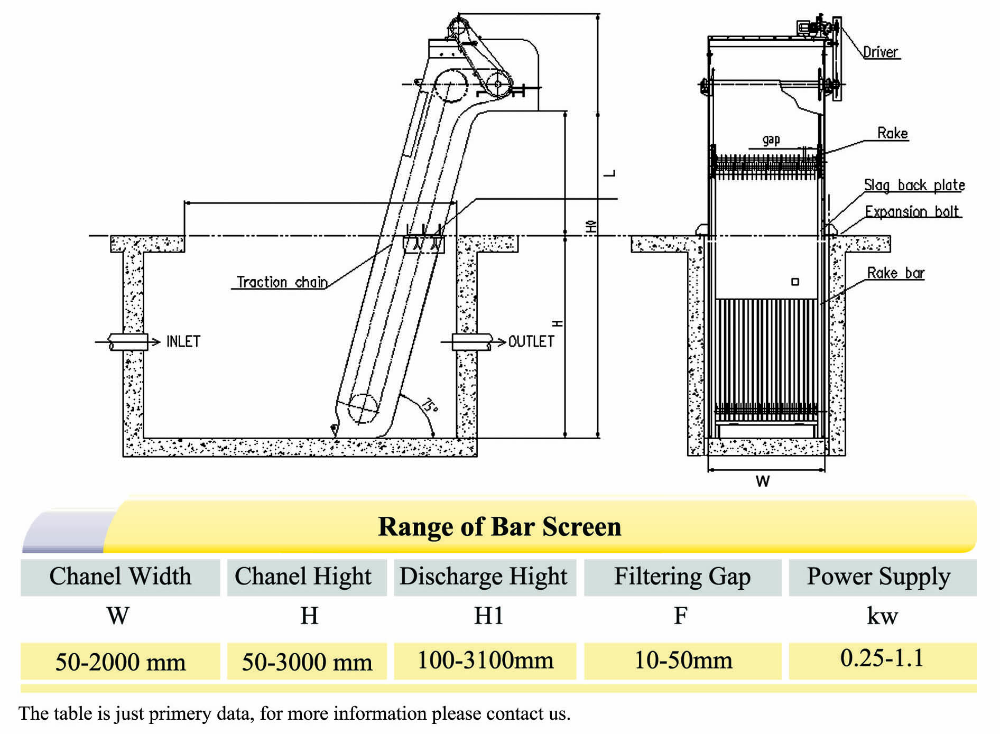 Driver
Rake
gap
L
Slag back plate
Expansion bolt
H0
Traction chain
Rake bar
H
INLET
OUTLET
75°
W
Range of Bar Screen
Chanel Width Chanel Hight Discharge Hight Filtering Gap Power Supply
W H H1 F kw
50-2000 mm 50-3000 mm 100-3100mm 10-50mm 0.25-1.1
The table is just primery data, for more information please contact us.